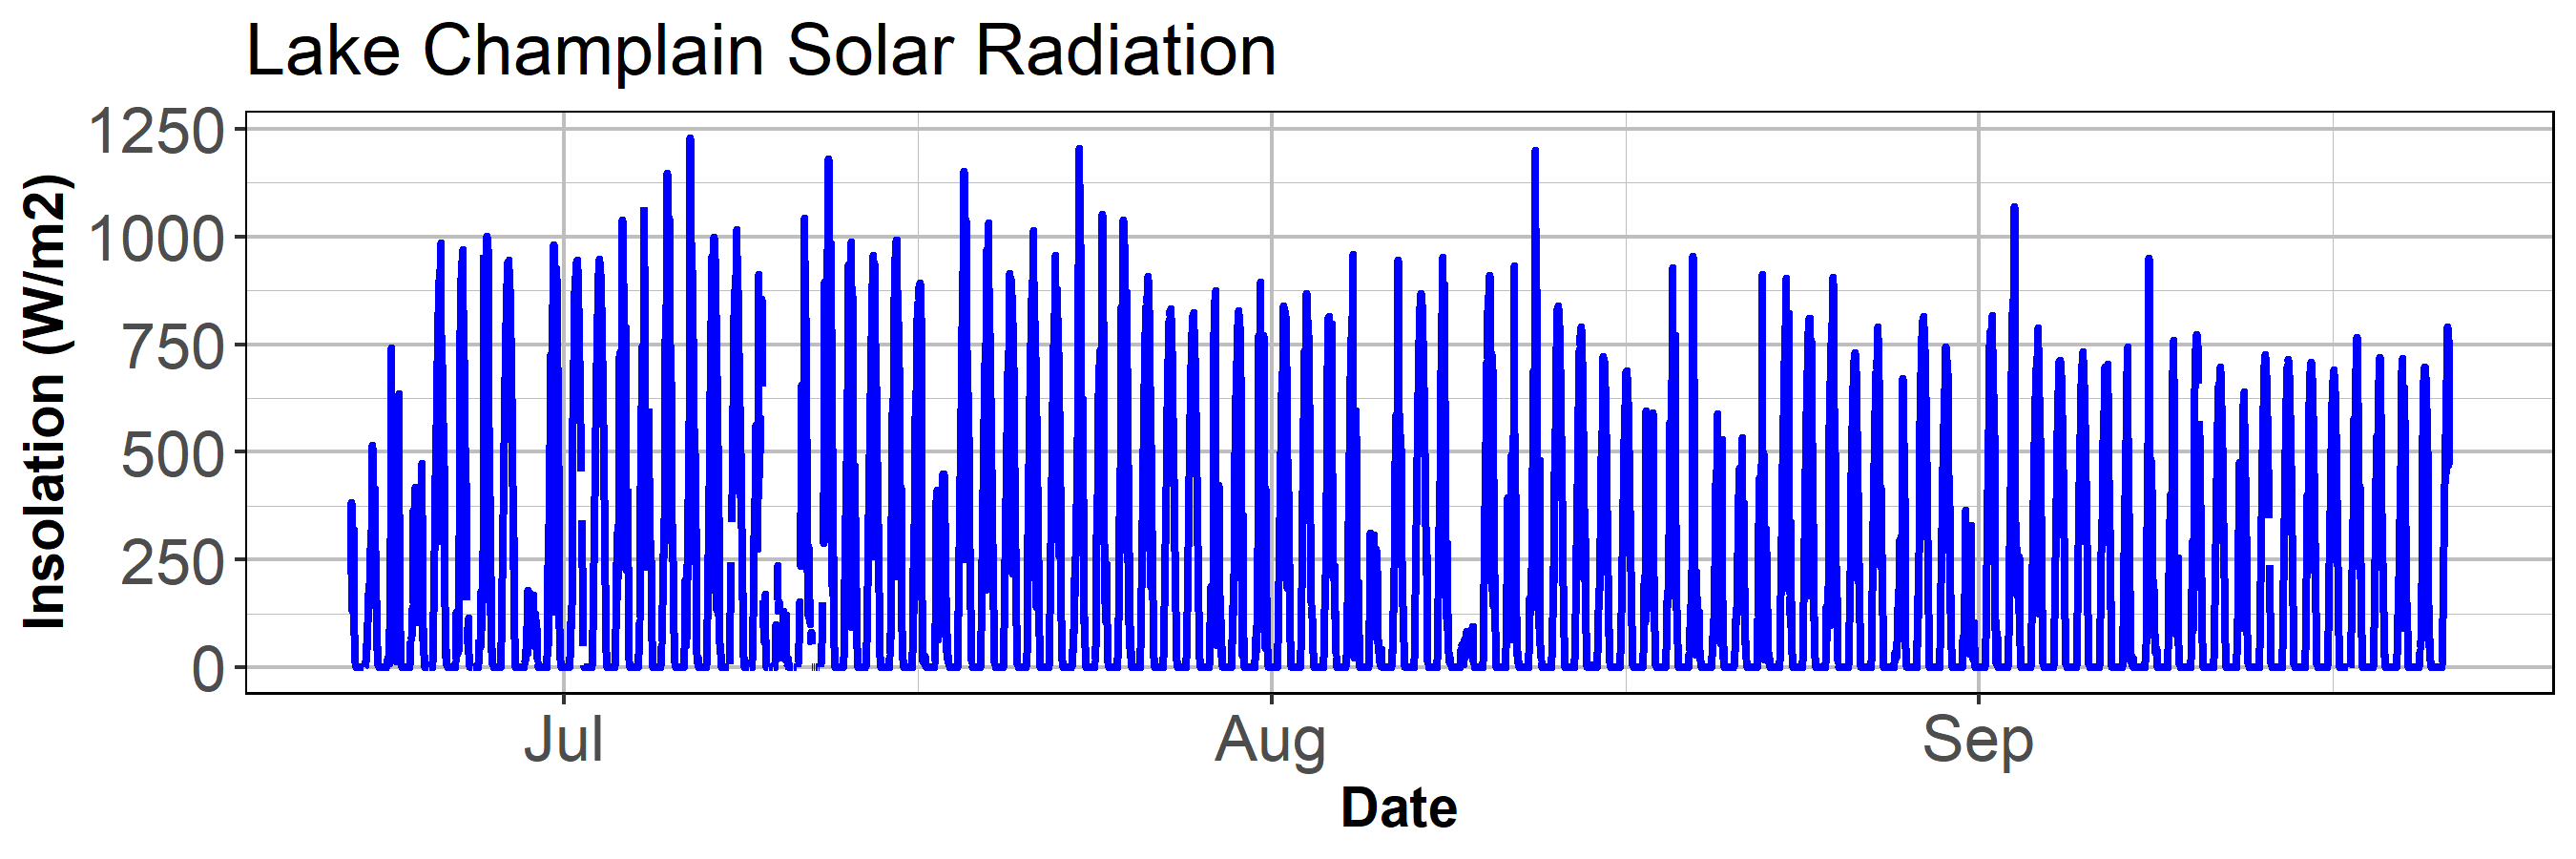 Lake Champlain Solar Radiation
Insolation (W/m2)
1250
1000
750
500
250
0
Jul Aug Sep
Date